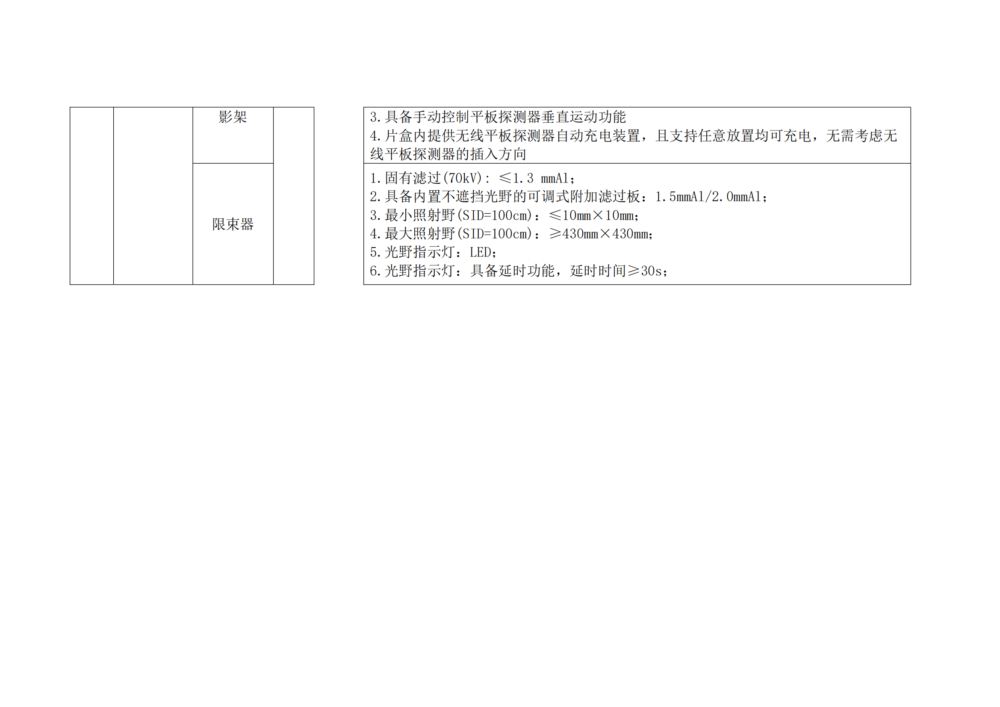 影架
3.具备手动控制平板探测器垂直运动功能
4.片盒内提供无线平板探测器自动充电装置，且支持任意放置均可充电，无需考虑无
线平板探测器的插入方向
限束器
1.固有滤过(70kV)：≤1.3 mmAl；
2.具备内置不遮挡光野的可调式附加滤过板：1.5mmAl/2.0mmAl；
3.最小照射野(SID=100cm)：≤10mm×10mm；
4.最大照射野(SID=100cm)：≥430mm×430mm；
5.光野指示灯：LED；
6.光野指示灯：具备延时功能，延时时间≥30s；